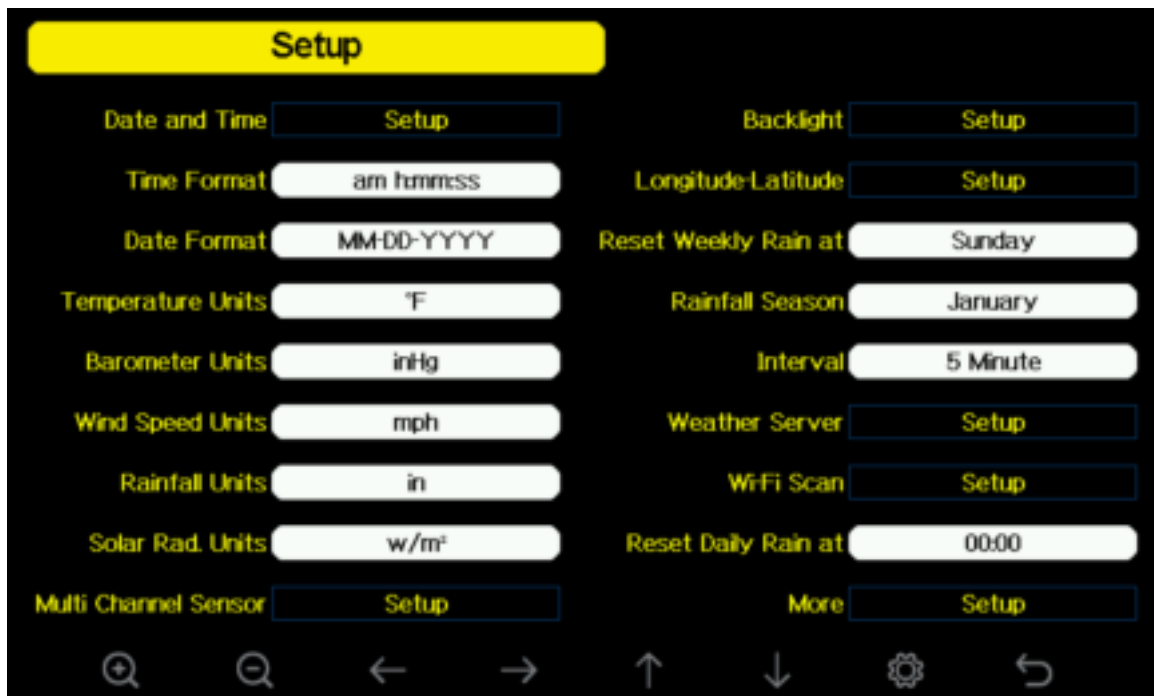 Setup
Date and Time Setup
Time Format am h:mm:ss
Date Format MM-DD-YYYY
Temperature Units °F
Barometer Units inHg
Wind Speed Units mph
Rainfall Units in
Solar Rad. Units w/m²
Multi Channel Sensor Setup
Backlight Setup
Longitude-Latitude Setup
Reset Weekly Rain at Sunday
Rainfall Season January
Interval 5 Minute
Weather Server Setup
Wi-Fi Scan Setup
Reset Daily Rain at 00:00
More Setup